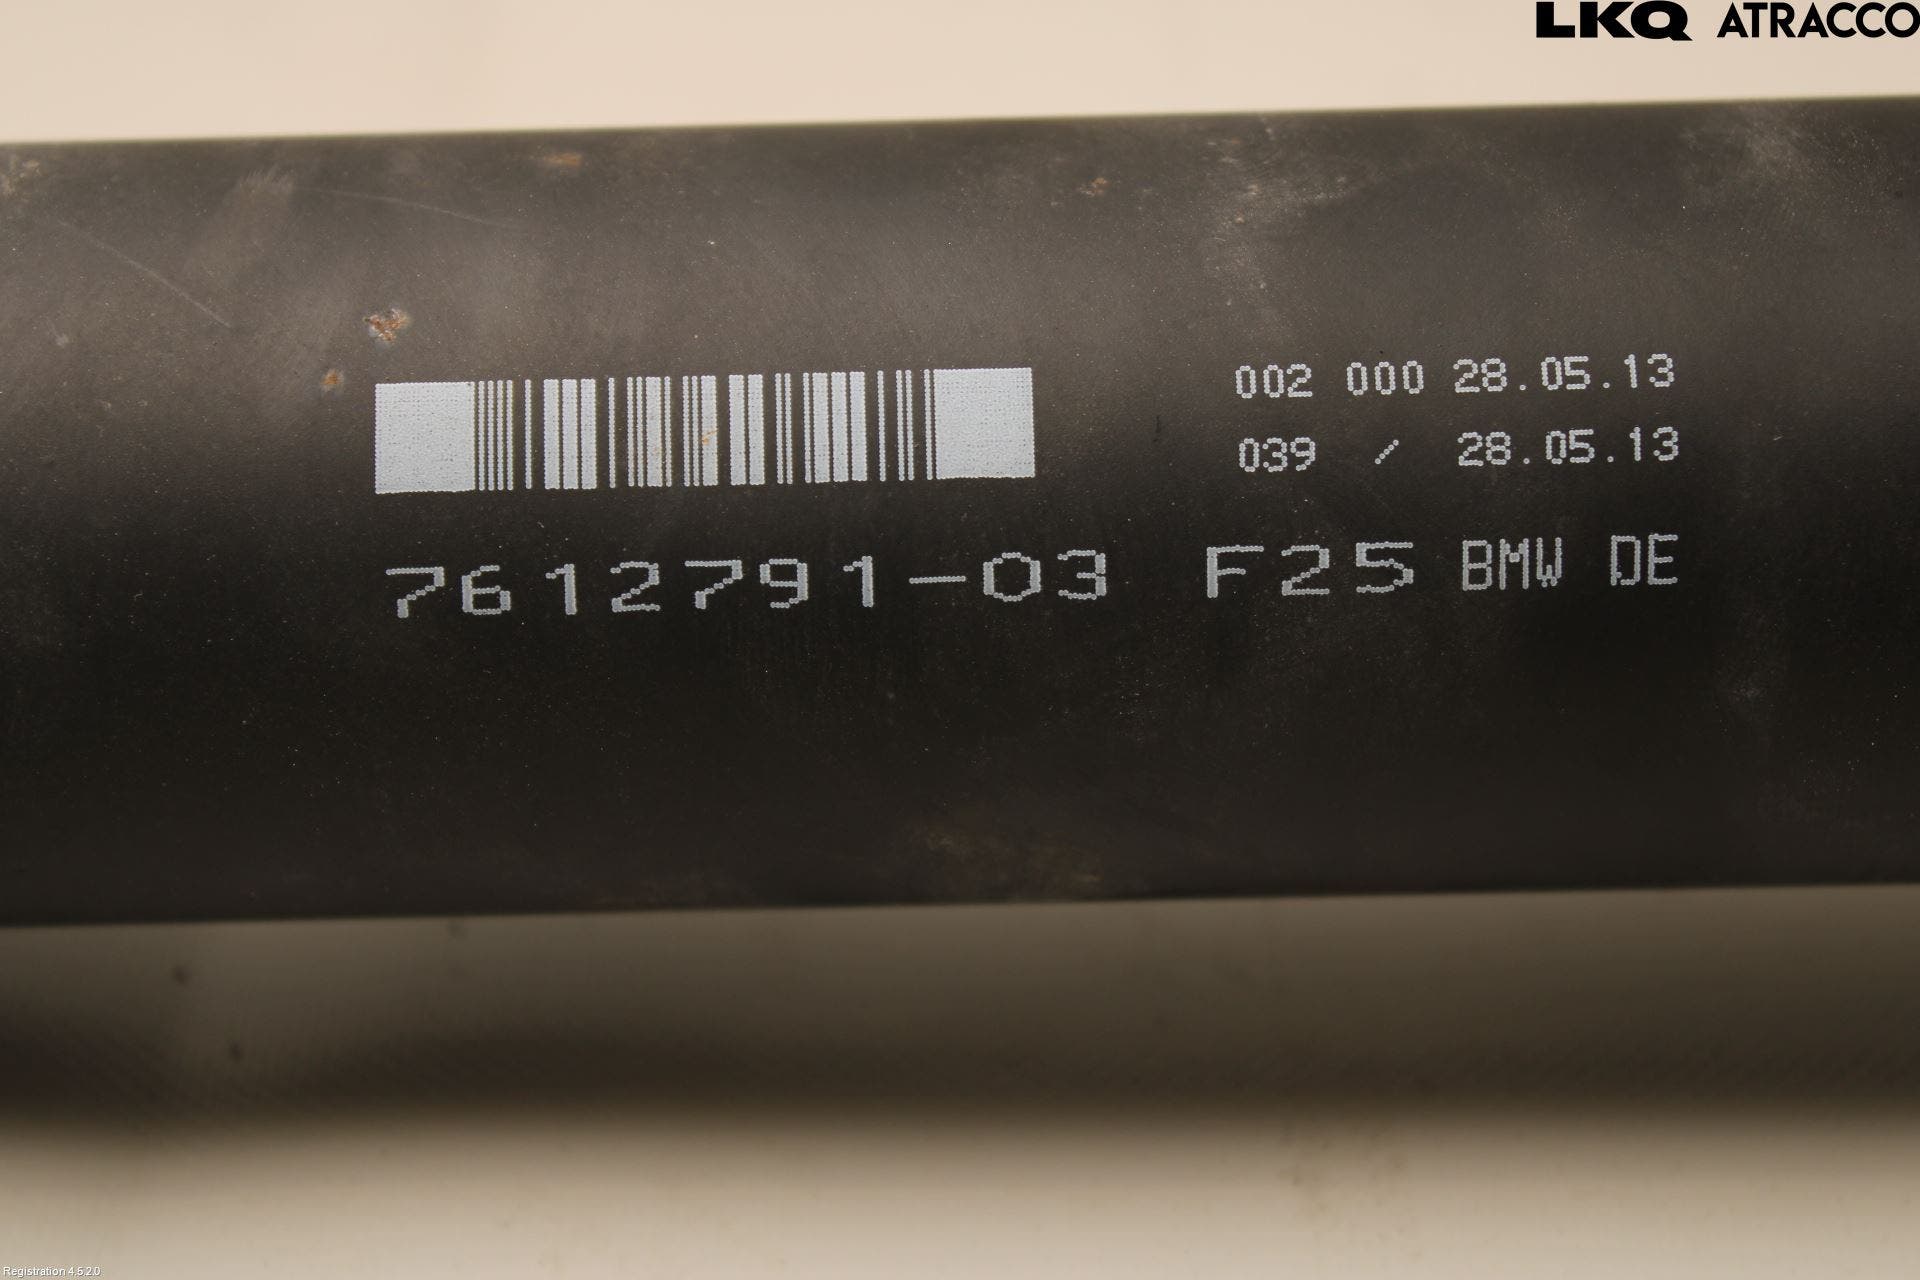 LKQ ATRACCO
002 000 28.05.13
039 / 28.05.13
7612791-03 F25 BMW DE
Registration 4.5.2.0